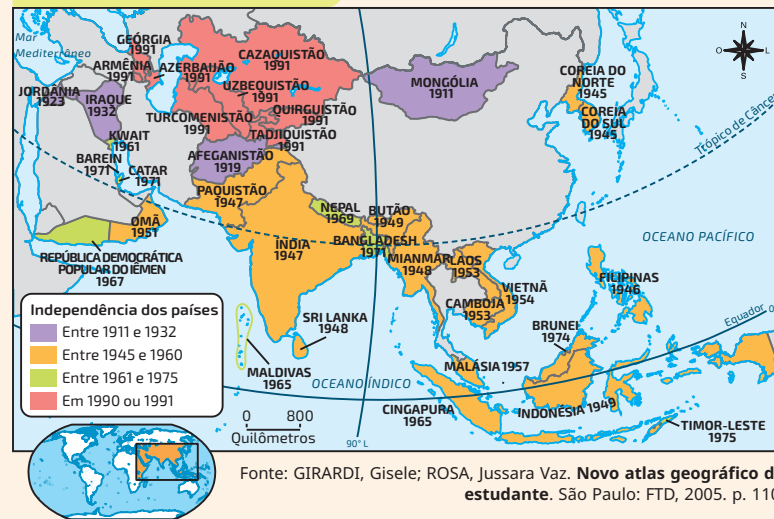 Mar
Mediterrâneo
GEÓRGIA
1991
ARMÊNIA
1991
AZERBAIJÃO
1991
CAZAQUISTÃO
1991
UZBEQUISTÃO
1991
TURCOMENISTÃO
1991
QUIRGUISTÃO
1991
TADJIQUISTÃO
1991
MONGÓLIA
1911
COREIA DO
NORTE
1945
COREIA
DO SUL
1945
N
O
L
S
Trópico de Cânce
JORDÂNIA
1923
IRAQUE
1932
KWAIT
1961
BAREIN
1971
CATAR
1971
AFEGANISTÃO
1919
PAQUISTÃO
1947
OMÃ
1951
REPÚBLICA DEMOCRÁTICA
POPULAR DO IÊMEN
1967
ÍNDIA
1947
NEPAL
1969
BUTÃO
1949
BANGLADESH
1971
MIANMAR
1948
LAOS
1953
VIETNÃ
1954
CAMBOJA
1953
FILIPINAS
1946
OCEANO PACÍFICO
SRI LANKA
1948
MALDIVAS
1965
BRUNEI
1974
MALÁSIA 1957
CINGAPURA
1965
INDONÉSIA 1949
TIMOR-LESTE
1975
Equador 0
OCEANO ÍNDICO
Independência dos países
Entre 1911 e 1932
Entre 1945 e 1960
Entre 1961 e 1975
Em 1990 ou 1991
0 800
Quilômetros
90° L
Fonte: GIRARDI, Gisele; ROSA, Jussara Vaz. Novo atlas geográfico d
estudante. São Paulo: FTD, 2005. p. 110